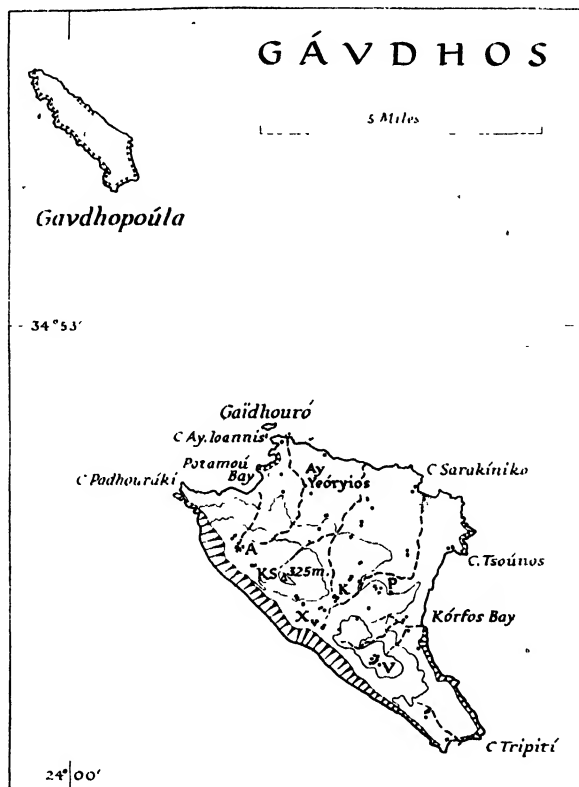 GÁVDHOS
5 Miles
Gavdhopoúla
34°53′
Gaïdhouró
C Ay. Ioannis
Potamoú
Bay
Ay
Yeóryios
C Sarakíniko
C Padhouráki
C. Tsoúnos
A
KS
325m.
K
P
X
Kórfos Bay
V
C Tripití
24°00′